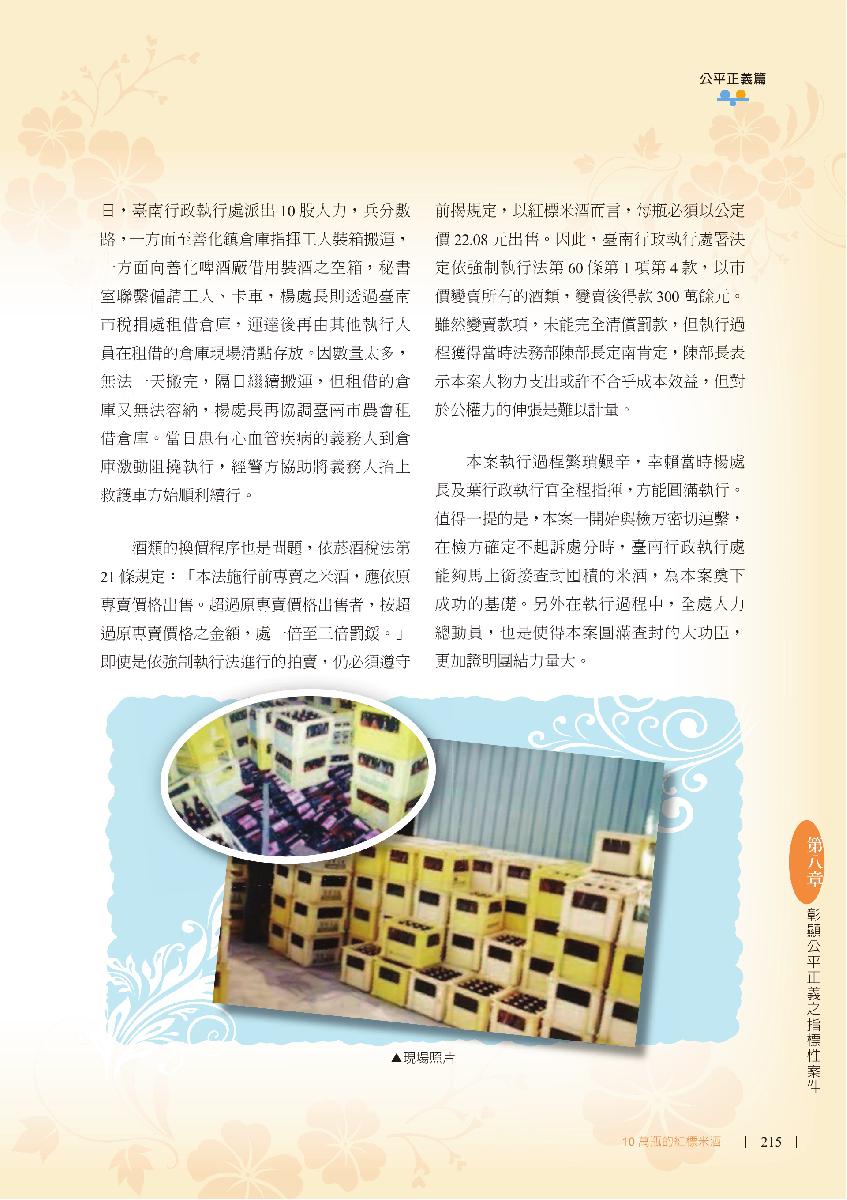 公平正義篇
日，臺南行政執行處派出 10 股人力，兵分數
路，一方面至善化鎮倉庫指揮工人裝箱搬運，
一方面向善化啤酒廠借用裝酒之空箱，秘書
室聯繫僱請工人、卡車，楊處長則透過臺南
市稅捐處租借倉庫，運達後再由其他執行人
員在租借的倉庫現場清點存放。因數量太多，
無法一天搬完，隔日繼續搬運，但租借的倉
庫又無法容納，楊處長再協調臺南市農會租
借倉庫。當日患有心血管疾病的義務人到倉
庫激動阻撓執行，經警方協助將義務人抬上
救護車方始順利續行。
酒類的換價程序也是問題，依菸酒稅法第
21 條規定：「本法施行前專賣之米酒，應依原
專賣價格出售。超過原專賣價格出售者，按超
過原專賣價格之金額，處一倍至三倍罰鍰。」
即使是依強制執行法進行的拍賣，仍必須遵守
前揭規定，以紅標米酒而言，每瓶必須以公定
價 22.08 元出售。因此，臺南行政執行處署決
定依強制執行法第 60 條第 1 項第 4 款，以市
價變賣所有的酒類，變賣後得款 300 萬餘元。
雖然變賣款項，未能完全清償罰款，但執行過
程獲得當時法務部陳部長定南肯定，陳部長表
示本案人物力支出或許不合乎成本效益，但對
於公權力的伸張是難以計量。
本案執行過程繁瑣艱辛，幸賴當時楊處
長及葉行政執行官全程指揮，方能圓滿執行。
值得一提的是，本案一開始與檢方密切連繫，
在檢方確定不起訴處分時，臺南行政執行處
能夠馬上銜接查封囤積的米酒，為本案奠下
成功的基礎。另外在執行過程中，全處人力
總動員，也是使得本案圓滿查封的大功臣，
更加證明團結力量大。
▲現場照片
第八章
彰顯公平正義之指標性案件
10 萬瓶的紅標米酒 | 215 |